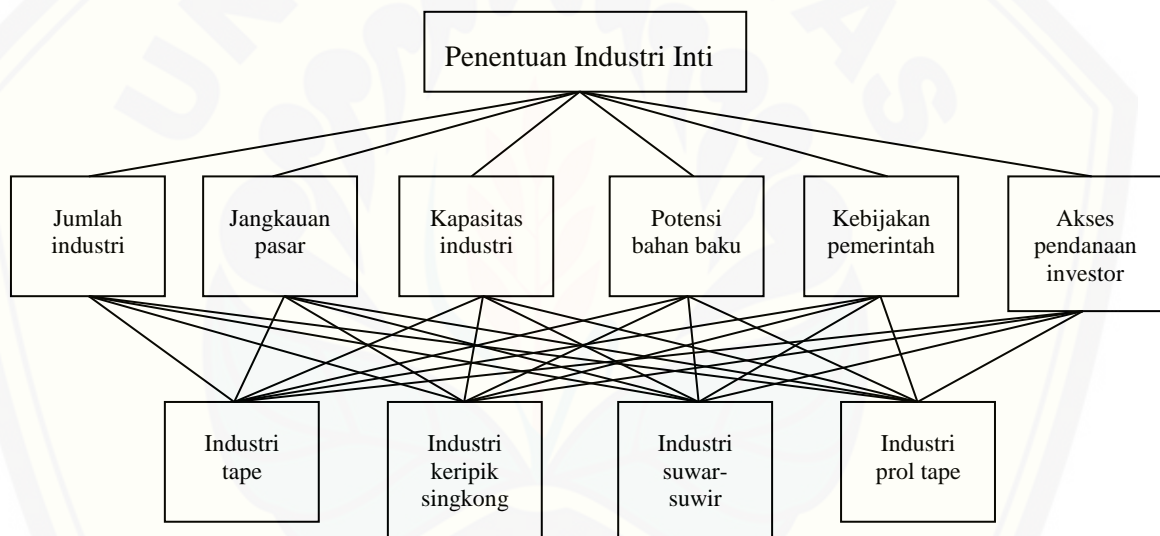 Penentuan Industri Inti
Jumlah
industri
Jangkauan
pasar
Kapasitas
industri
Potensi
bahan baku
Kebijakan
pemerintah
Akses
pendanaan
investor
Industri
tape
Industri
keripik
singkong
Industri
suwar-
suwir
Industri
prol tape